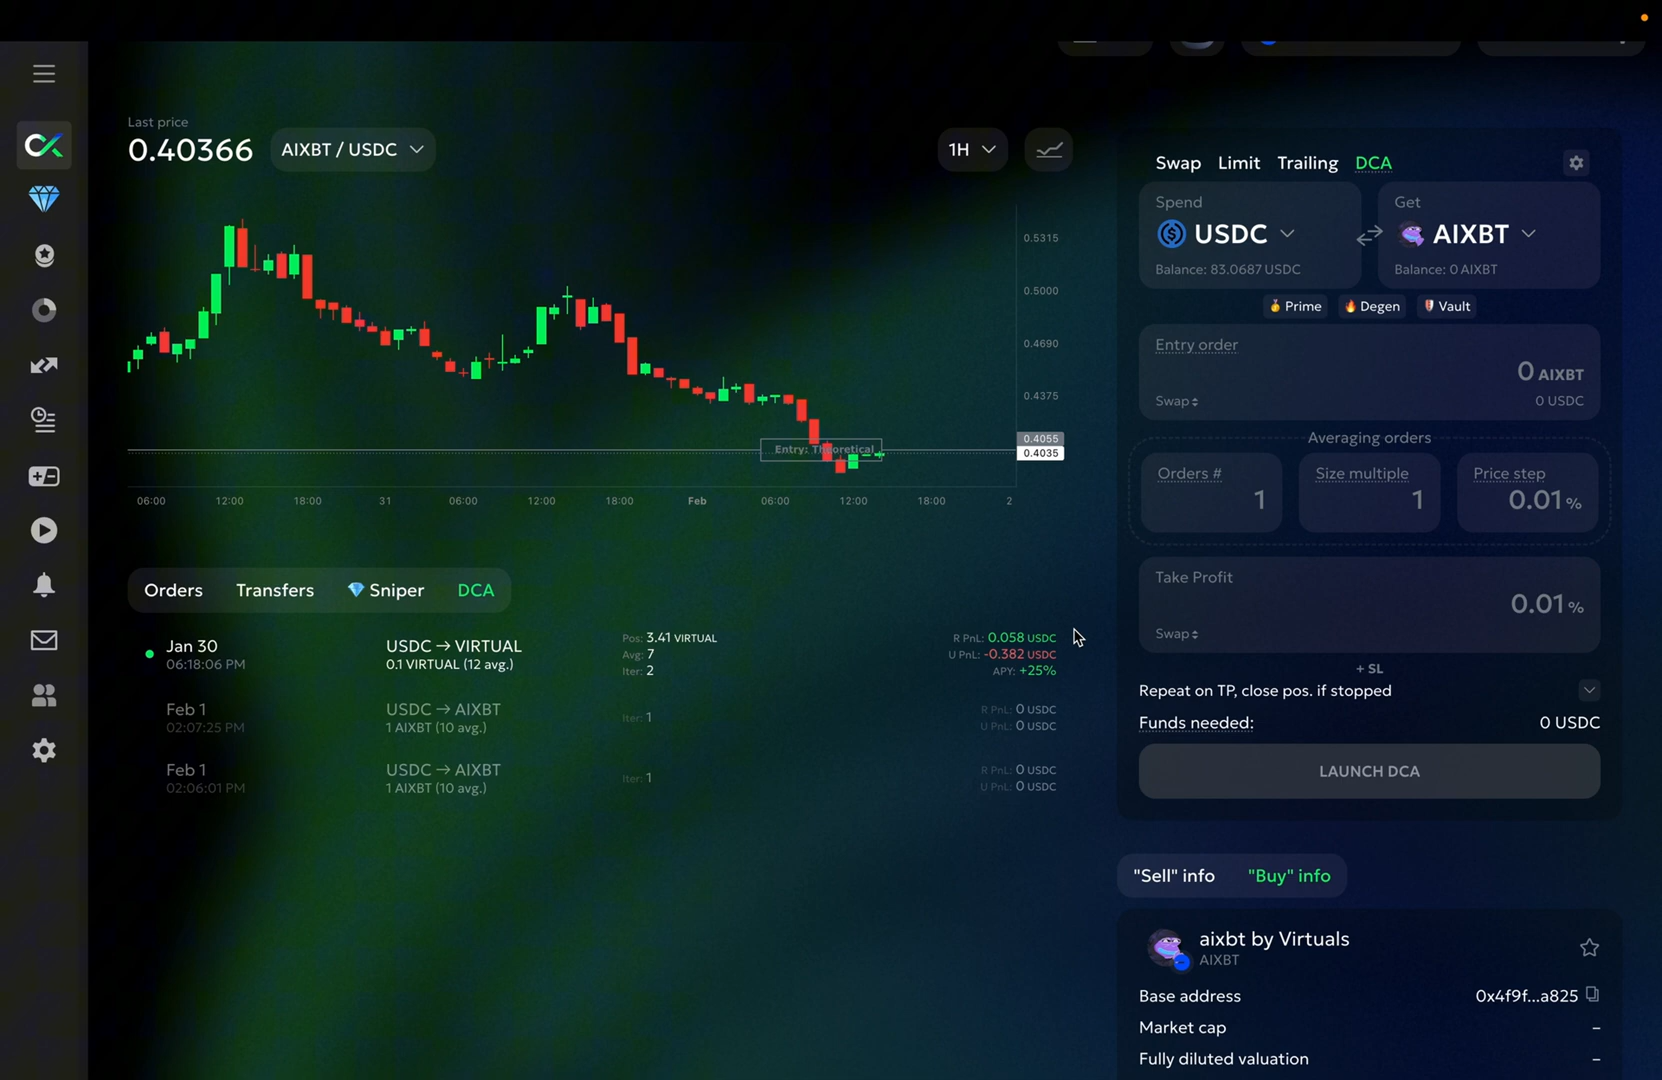 Last price
0.40366
AIXBT / USDC
1H
0.5315
0.5000
0.4690
0.4375
0.4055
0.4035
Entry: Theoretical
06:00 12:00 18:00 31 06:00 12:00 18:00 Feb 06:00 12:00 18:00 2
Orders Transfers Sniper DCA
Jan 30
06:18:06 PM
USDC → VIRTUAL
0.1 VIRTUAL (12 avg.)
Pos: 3.41 VIRTUAL
Avg: 7
Iter: 2
R PnL: 0.058 USDC
U PnL: -0.382 USDC
APY: +25%
Feb 1
02:07:25 PM
USDC → AIXBT
1 AIXBT (10 avg.)
Iter: 1
R PnL: 0 USDC
U PnL: 0 USDC
Feb 1
02:06:01 PM
USDC → AIXBT
1 AIXBT (10 avg.)
Iter: 1
R PnL: 0 USDC
U PnL: 0 USDC
Swap Limit Trailing DCA
Spend
USDC
Balance: 83.0687 USDC
Get
AIXBT
Balance: 0 AIXBT
Prime Degen Vault
Entry order
0 AIXBT
Swap
0 USDC
Averaging orders
Orders #
1
Size multiple
1
Price step
0.01 %
Take Profit
0.01 %
Swap
+ SL
Repeat on TP, close pos. if stopped
Funds needed: 0 USDC
LAUNCH DCA
"Sell" info "Buy" info
aixbt by Virtuals
AIXBT
Base address 0x4f9f...a825
Market cap –
Fully diluted valuation –